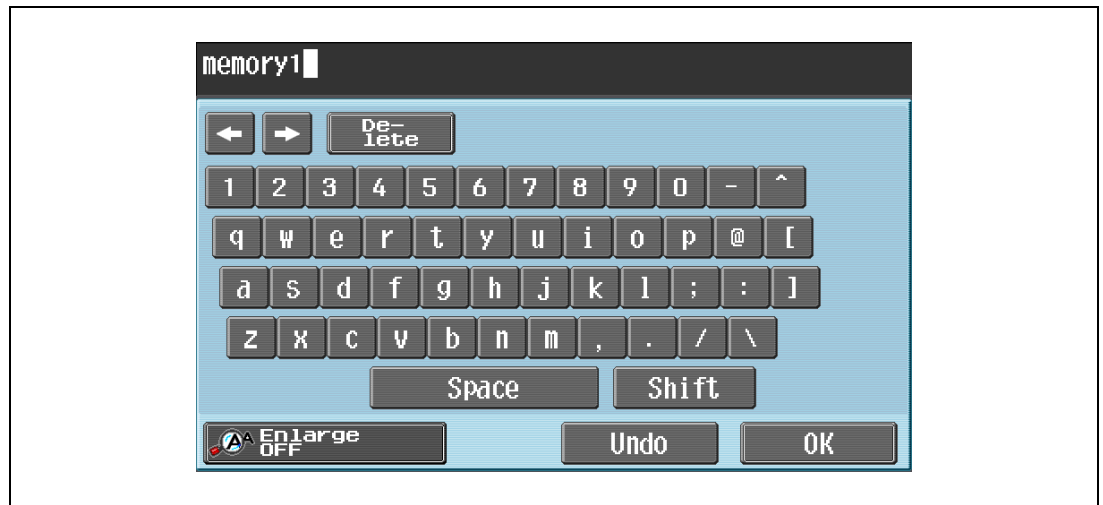 memory1
← → De-
lete
1 2 3 4 5 6 7 8 9 0 - ^
q w e r t y u i o p @ [
a s d f g h j k l ; : ]
z x c v b n m , . / \
Space Shift
A A Enlarge
OFF Undo OK